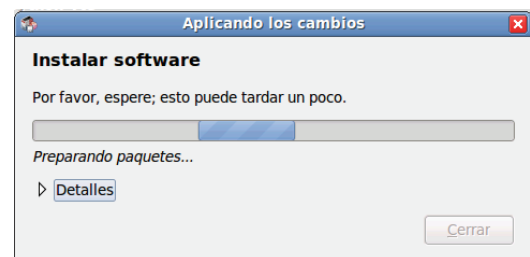 Aplicando los cambios
Instalar software
Por favor, espere; esto puede tardar un poco.
Preparando paquetes...
Detalles
Cerrar